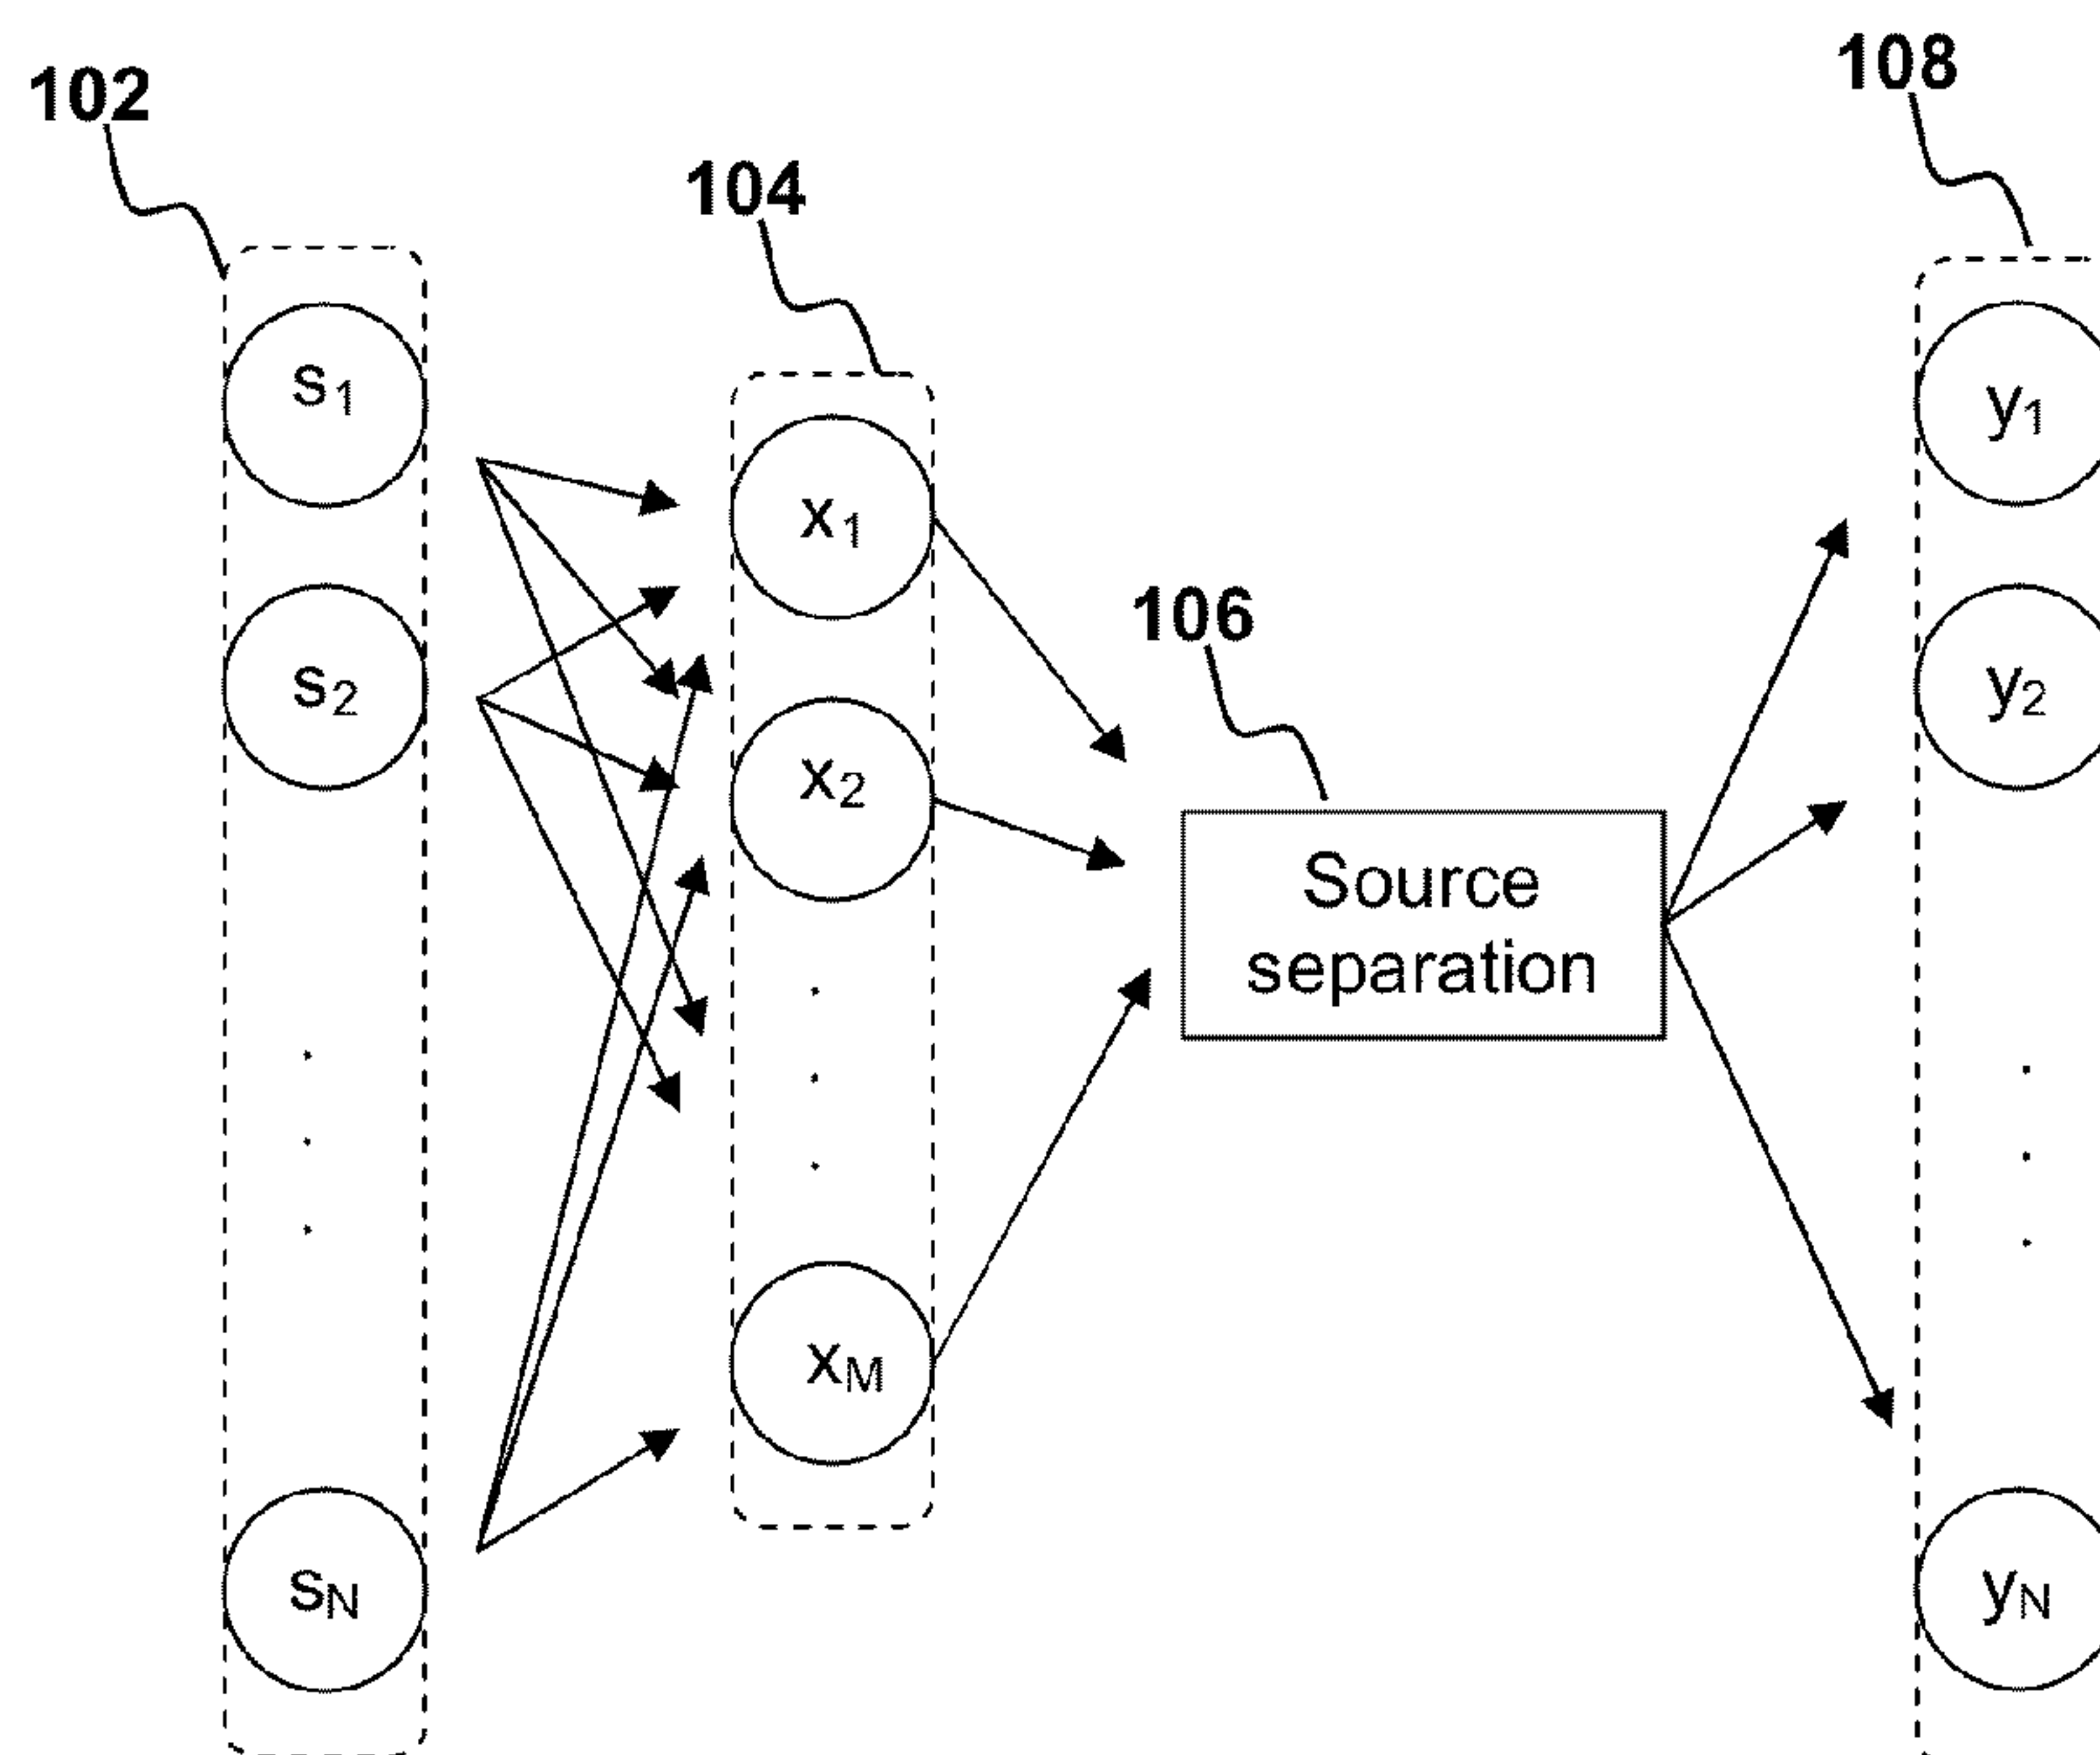 102
104
106
108
s1
s2
sN
x1
x2
xM
Source
separation
y1
y2
yN